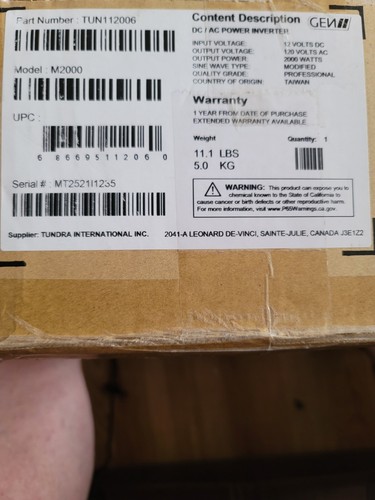 Part Number : TUN112006
Model : M2000
UPC :
6 86695 11206 0
Serial # : MT252111235
Content Description
GEN II
DC / AC POWER INVERTER
INPUT VOLTAGE: 12 VOLTS DC
OUTPUT VOLTAGE: 120 VOLTS AC
OUTPUT POWER: 2000 WATTS
SINE WAVE TYPE: MODIFIED
QUALITY GRADE: PROFESSIONAL
COUNTRY OF ORIGIN: TAIWAN
Warranty
1 YEAR FROM DATE OF PURCHASE
EXTENDED WARRANTY AVAILABLE
Weight Quantity: 1
11.1 LBS
5.0 KG
WARNING: This product can expose you to
chemical known to the State of California to
cause cancer or birth defects or other reproductive harm.
For more information, visit www.P65Warnings.ca.gov.
Supplier: TUNDRA INTERNATIONAL INC. 2041-A LEONARD DE-VINCI, SAINTE-JULIE, CANADA J3E1Z2